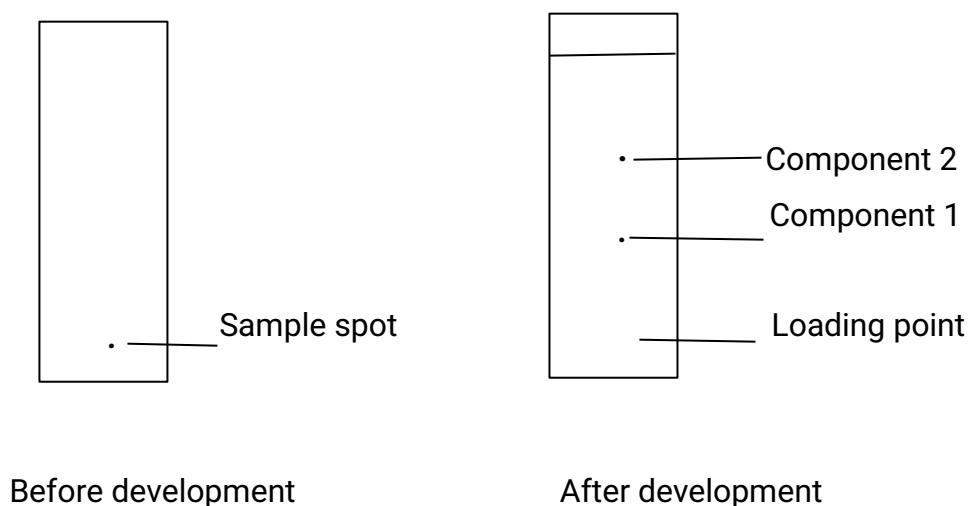 Sample spot
Component 2
Component 1
Loading point
Before development
After development